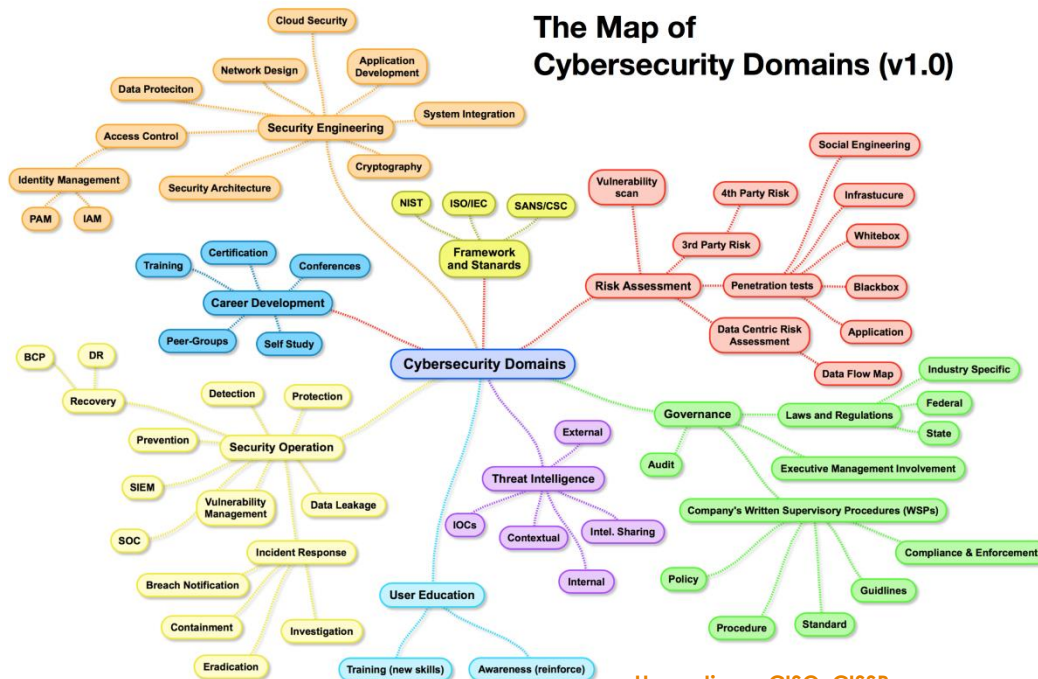 The Map of
Cybersecurity Domains (v1.0)
Cloud Security
Application
Development
Network Design
Data Proteciton
System Integration
Security Engineering
Access Control
Cryptography
Identity Management
Security Architecture
PAM
IAM
NIST
ISO/IEC
SANS/CSC
Framework
and Stanards
Social Engineering
Vulnerability
scan
4th Party Risk
Infrastucure
Whitebox
3rd Party Risk
Risk Assessment
Penetration tests
Blackbox
Application
Data Centric Risk
Assessment
Data Flow Map
Certification
Training
Conferences
Career Development
Peer-Groups
Self Study
Cybersecurity Domains
BCP
DR
Recovery
Detection
Protection
Prevention
Security Operation
SIEM
Vulnerability
Management
Data Leakage
SOC
Incident Response
Breach Notification
Containment
Investigation
Eradication
External
Threat Intelligence
IOCs
Contextual
Intel. Sharing
Internal
User Education
Training (new skills)
Awareness (reinforce)
Industry Specific
Governance
Laws and Regulations
Federal
State
Audit
Executive Management Involvement
Company's Written Supervisory Procedures (WSPs)
Compliance & Enforcement
Policy
Guidlines
Procedure
Standard